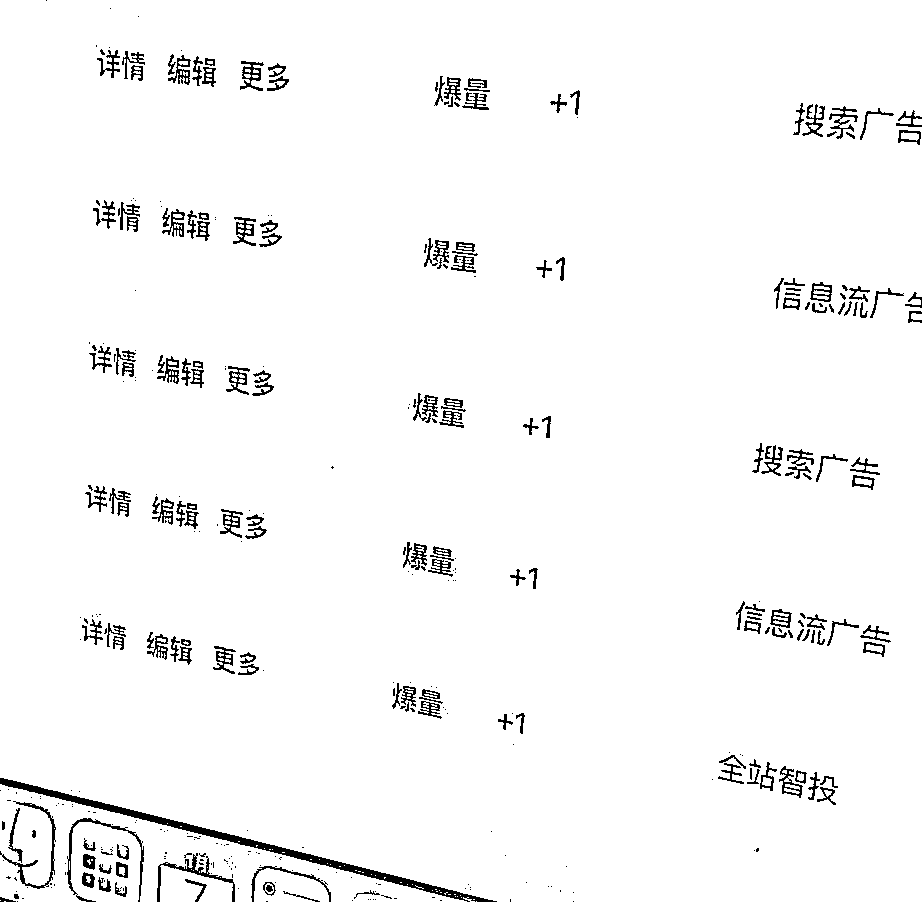 详情 编辑 更多 爆量 +1 搜索广告
详情 编辑 更多 爆量 +1 信息流广告
详情 编辑 更多 爆量 +1 搜索广告
详情 编辑 更多 爆量 +1 信息流广告
详情 编辑 更多 爆量 +1 全站智投
1月
7